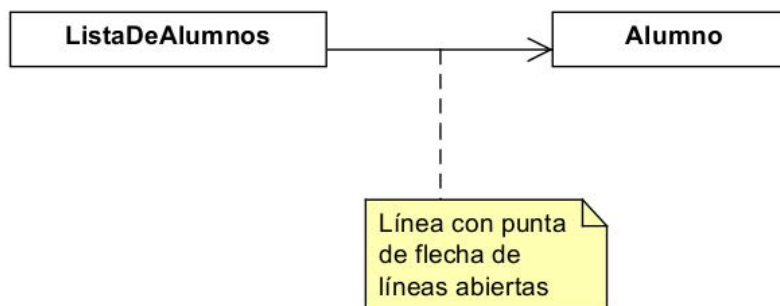 ListaDeAlumnos
Alumno
Línea con punta
de flecha de
líneas abiertas